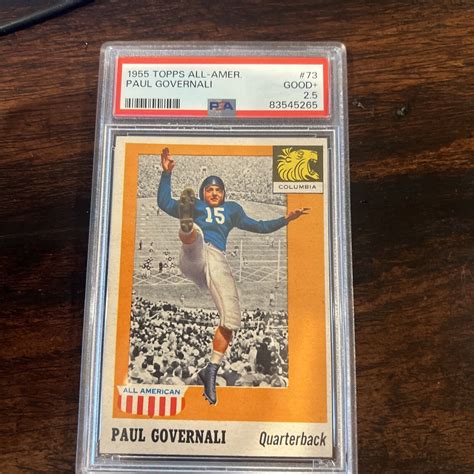 1955 TOPPS ALL-AMER. #73
PAUL GOVERNALI GOOD+
2.5
PSA 83545265
COLUMBIA
15
ALL AMERICAN
PAUL GOVERNALI Quarterback